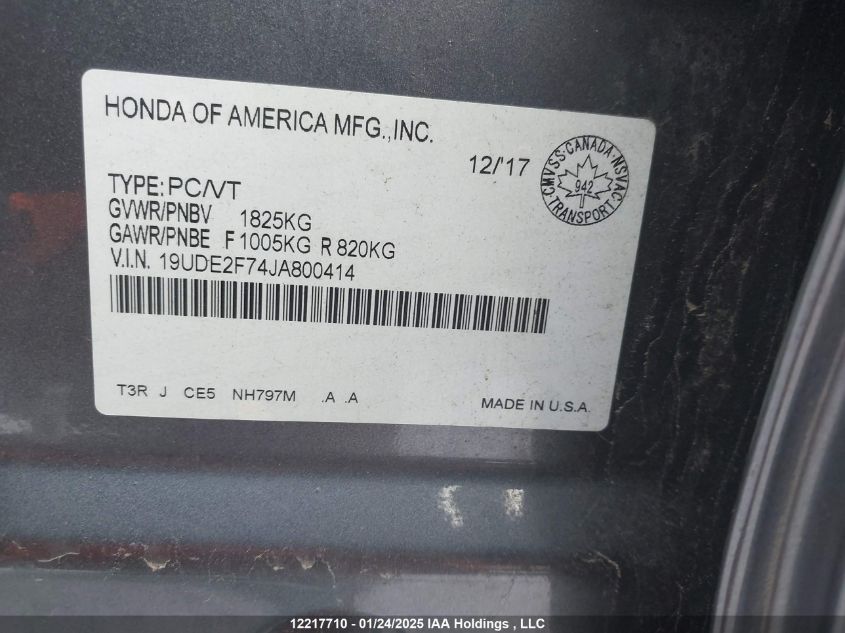 HONDA OF AMERICA MFG.,INC.
12/'17
CMVSS·CANADA·NSVAC
942
TRANSPORT
TYPE: PC/VT
GVWR/PNBV 1825KG
GAWR/PNBE F 1005KG R 820KG
V.I.N. 19UDE2F74JA800414
T3R J CE5 NH797M .A .A
MADE IN U.S.A.
12217710 - 01/24/2025 IAA Holdings , LLC